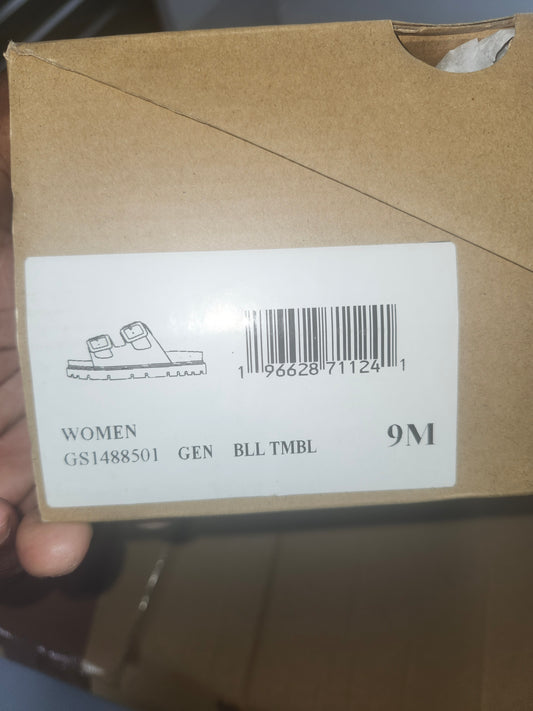 1 96628 71124 1
WOMEN
GS1488501 GEN BLL TMBL 9M